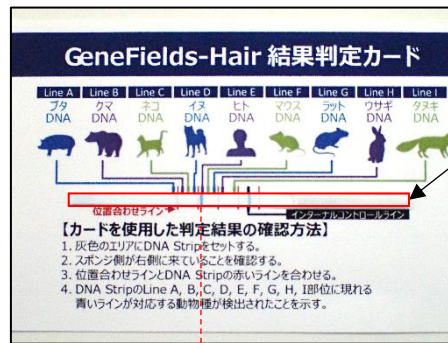 GeneFields-Hair 結果判定カード
Line A Line B Line C Line D Line E Line F Line G Line H Line I
ブタ クマ ネコ イヌ ヒト マウス ラット ウサギ タヌキ
DNA DNA DNA DNA DNA DNA DNA DNA DNA
位置合わせライン
インターナルコントロールライン
【カードを使用した判定結果の確認方法】
1. 灰色のエリアにDNA Stripをセットする。
2. スポンジ側が右側に来ていることを確認する。
3. 位置合わせラインとDNA Stripの赤いラインを合わせる。
4. DNA StripのLine A, B, C, D, E, F, G, H, I部位に現れる
青いラインが対応する動物種が検出されたことを示す。